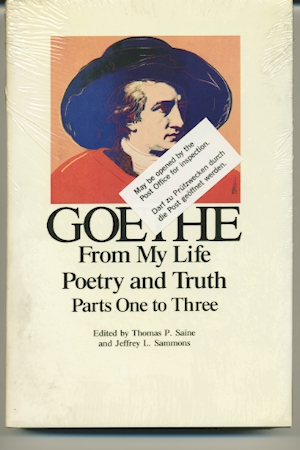 May be opened by the
Post Office for inspection.
Darf zu Prüfzwecken durch
die Post geöffnet werden.
GOETHE
From My Life
Poetry and Truth
Parts One to Three
Edited by Thomas P. Saine
and Jeffrey L. Sammons